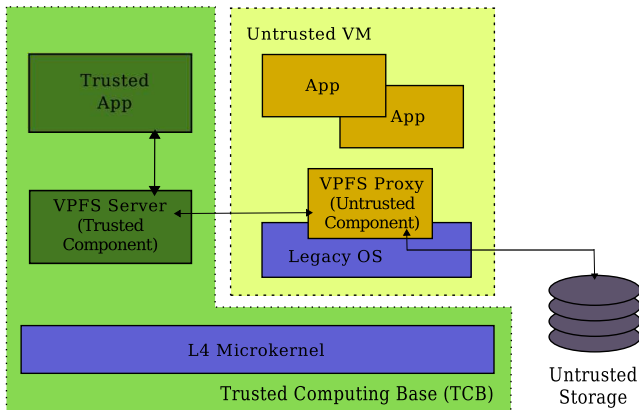 Untrusted VM
Trusted
App
App
App
VPFS Server
(Trusted
Component)
VPFS Proxy
(Untrusted
Component)
Legacy OS
L4 Microkernel
Trusted Computing Base (TCB)
Untrusted
Storage